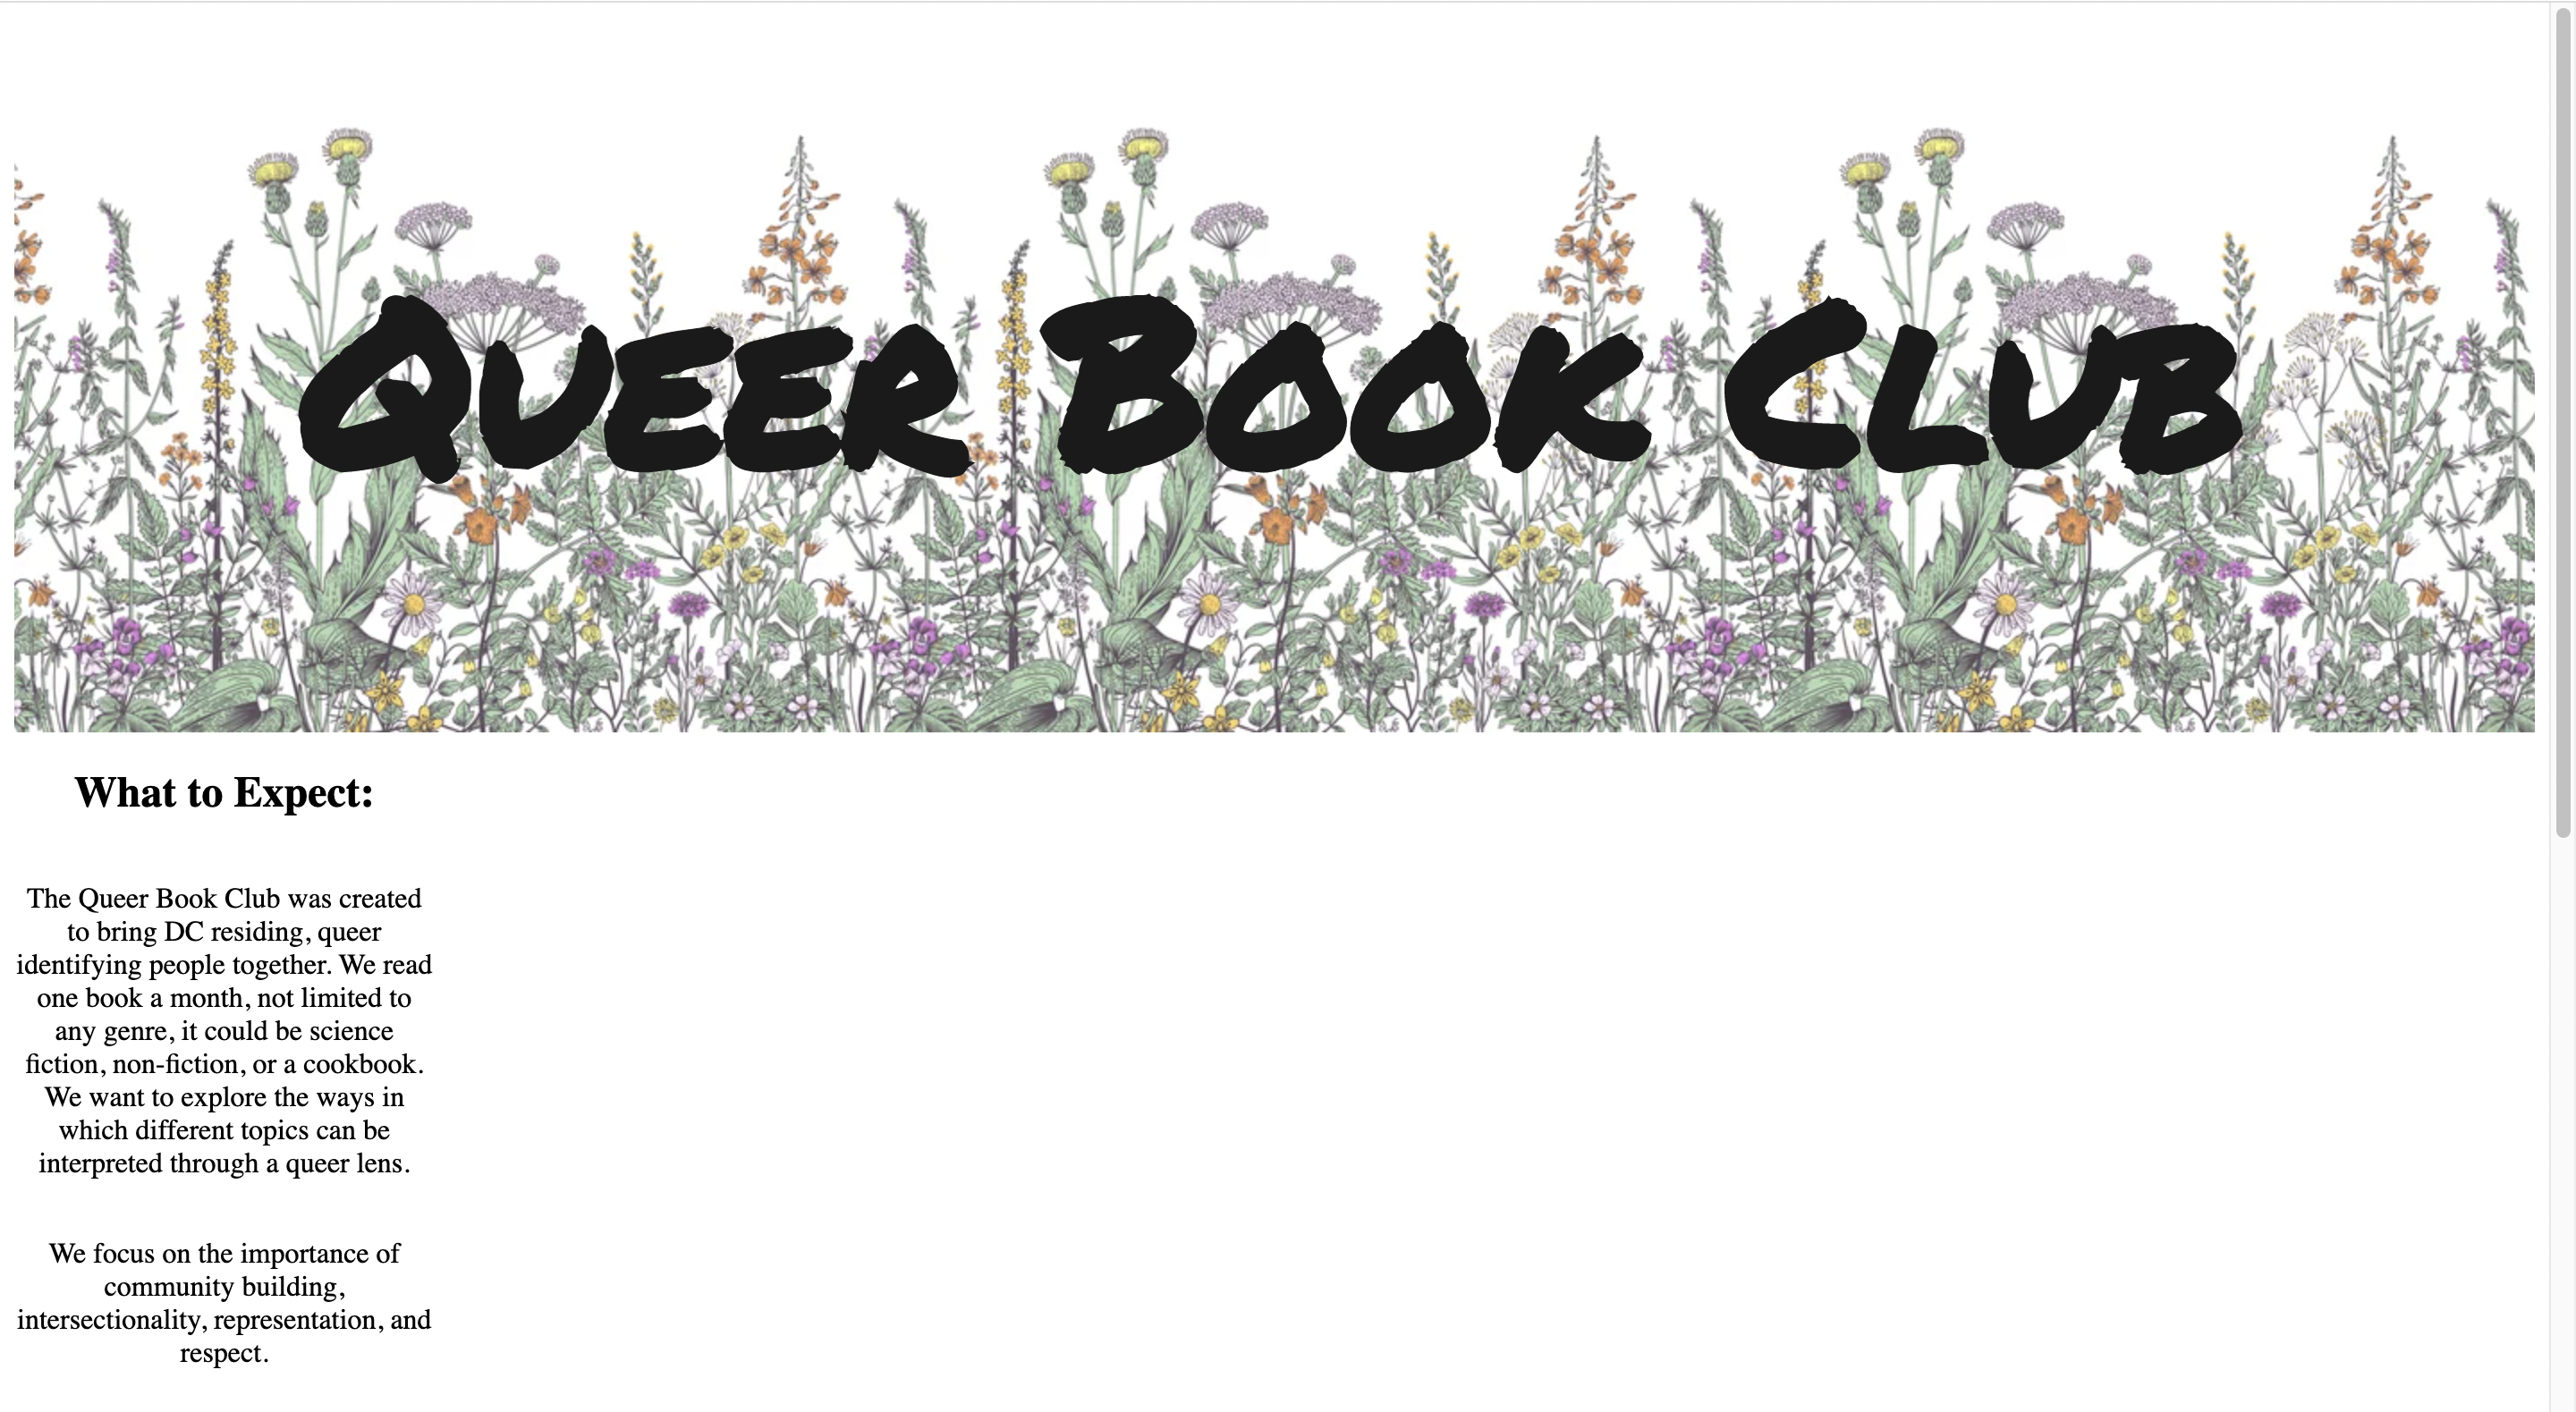 Queer Book Club
What to Expect:
The Queer Book Club was created
to bring DC residing, queer
identifying people together. We read
one book a month, not limited to
any genre, it could be science
fiction, non-fiction, or a cookbook.
We want to explore the ways in
which different topics can be
interpreted through a queer lens.
We focus on the importance of
community building,
intersectionality, representation, and
respect.